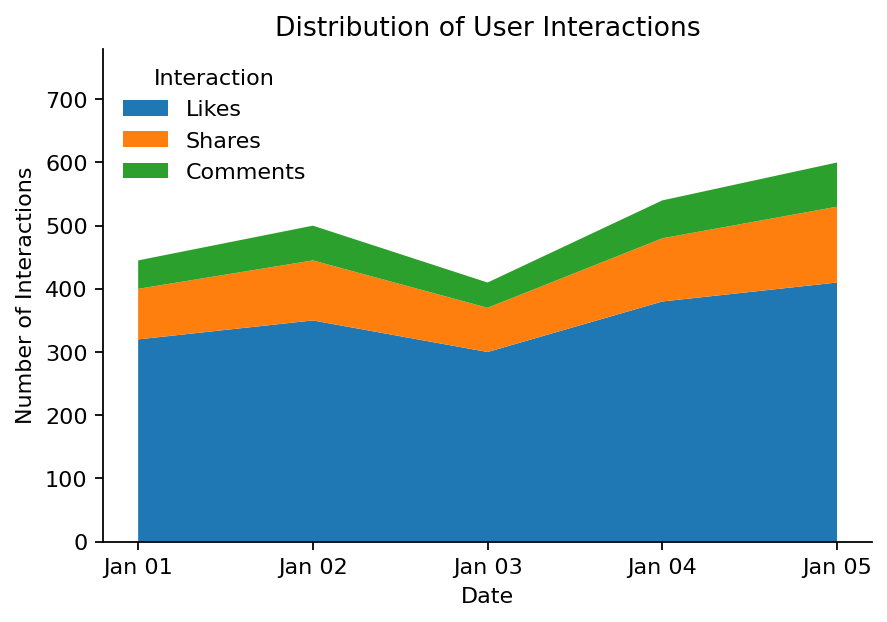 Distribution of User Interactions
Interaction
Likes
Shares
Comments
Number of Interactions
700
600
500
400
300
200
100
0
Jan 01 Jan 02 Jan 03 Jan 04 Jan 05
Date